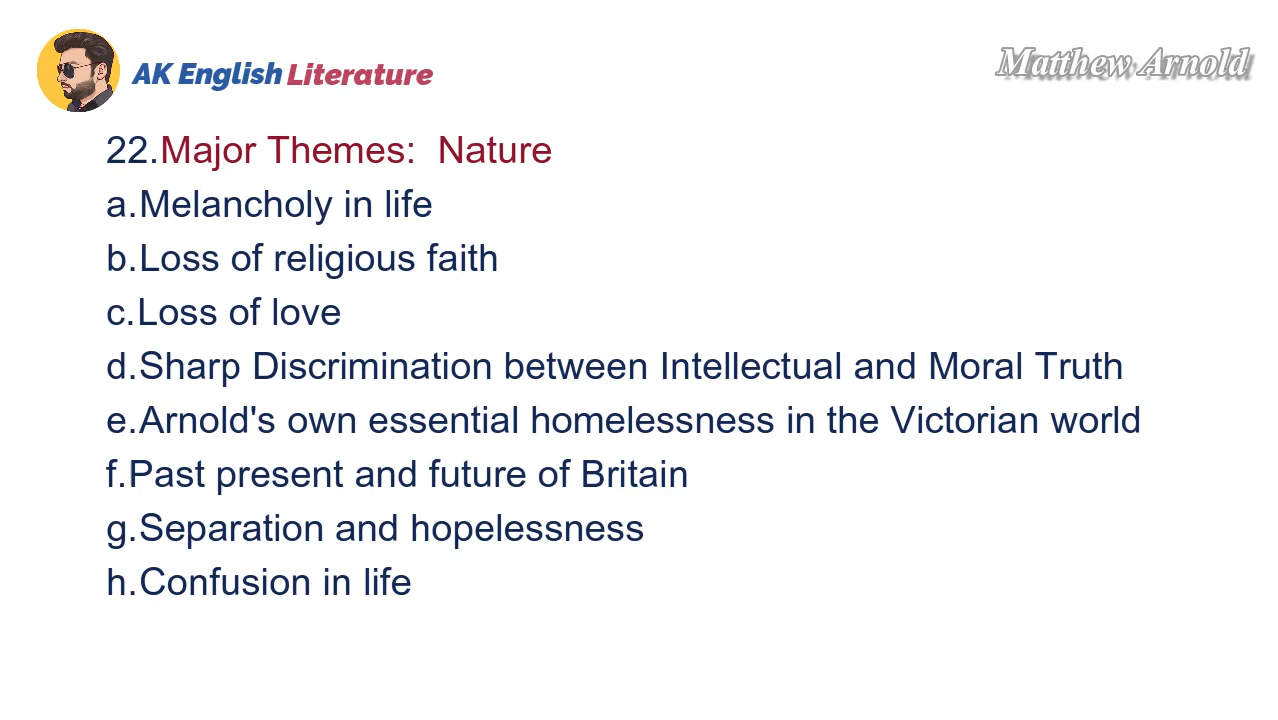 AK English Literature
Matthew Arnold
22.Major Themes:  Nature
a.Melancholy in life
b.Loss of religious faith
c.Loss of love
d.Sharp Discrimination between Intellectual and Moral Truth
e.Arnold's own essential homelessness in the Victorian world
f.Past present and future of Britain
g.Separation and hopelessness
h.Confusion in life